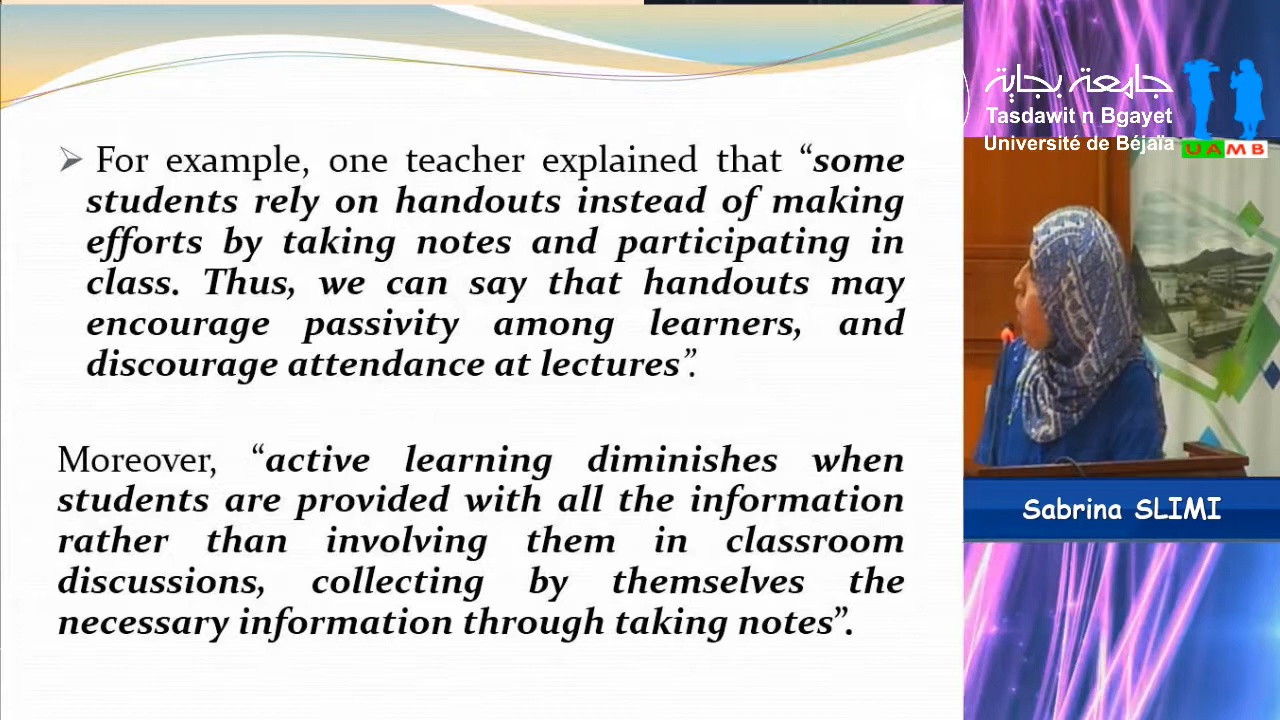 For example, one teacher explained that “some
students rely on handouts instead of making
efforts by taking notes and participating in
class. Thus, we can say that handouts may
encourage passivity among learners, and
discourage attendance at lectures”.
Moreover, “active learning diminishes when
students are provided with all the information
rather than involving them in classroom
discussions, collecting by themselves the
necessary information through taking notes”.
جامعة بجاية
Tasdawit n Bgayet
Université de Béjaïa
UAMB
Sabrina SLIMI